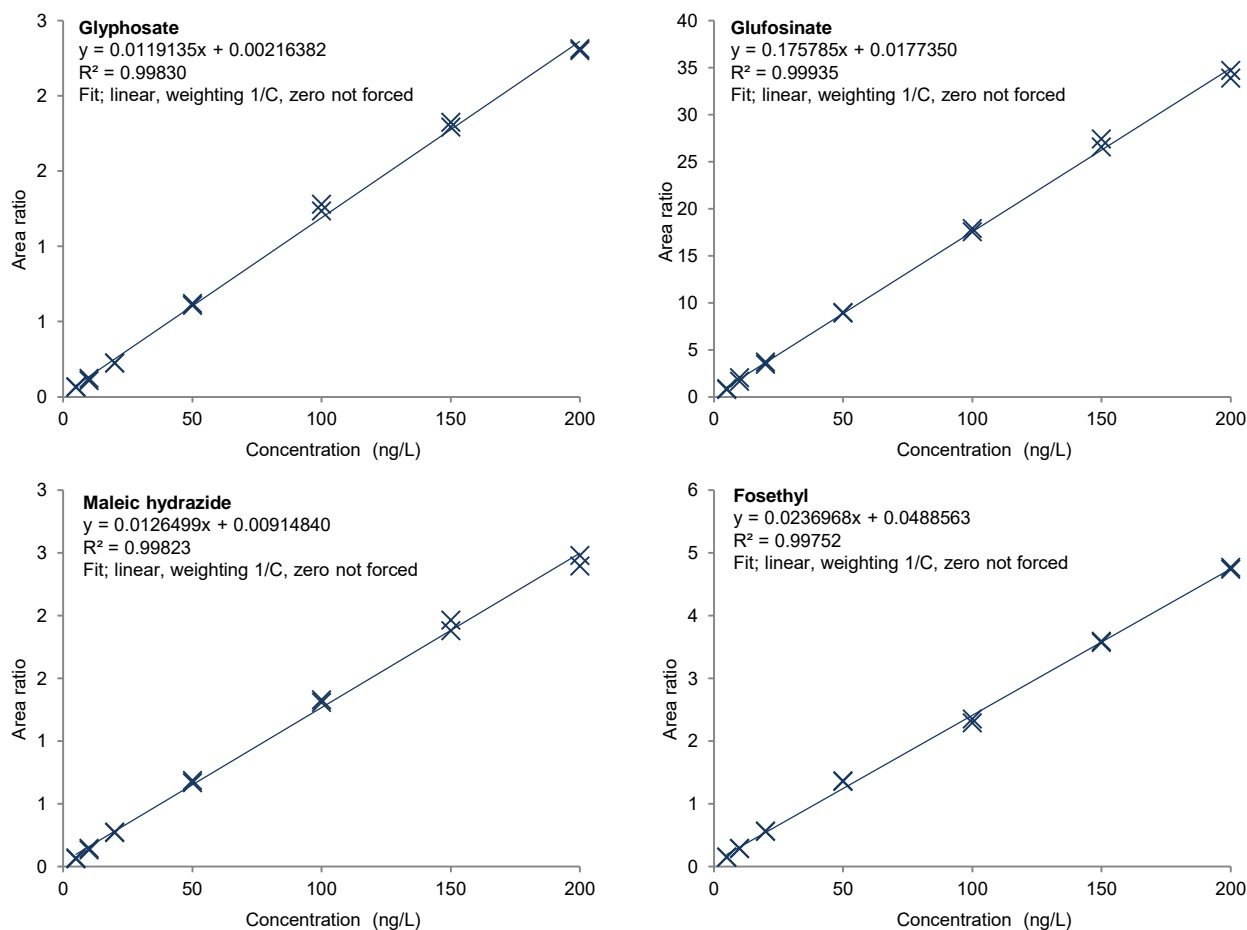 Glyphosate
y = 0.0119135x + 0.00216382
R² = 0.99830
Fit; linear, weighting 1/C, zero not forced
3
2
2
1
1
0
Area ratio
0 50 100 150 200
Concentration (ng/L)
Glufosinate
y = 0.175785x + 0.0177350
R² = 0.99935
Fit; linear, weighting 1/C, zero not forced
40
35
30
25
20
15
10
5
0
Area ratio
0 50 100 150 200
Concentration (ng/L)
Maleic hydrazide
y = 0.0126499x + 0.00914840
R² = 0.99823
Fit; linear, weighting 1/C, zero not forced
3
3
2
2
1
1
0
Area ratio
0 50 100 150 200
Concentration (ng/L)
Fosethyl
y = 0.0236968x + 0.0488563
R² = 0.99752
Fit; linear, weighting 1/C, zero not forced
6
5
4
3
2
1
0
Area ratio
0 50 100 150 200
Concentration (ng/L)